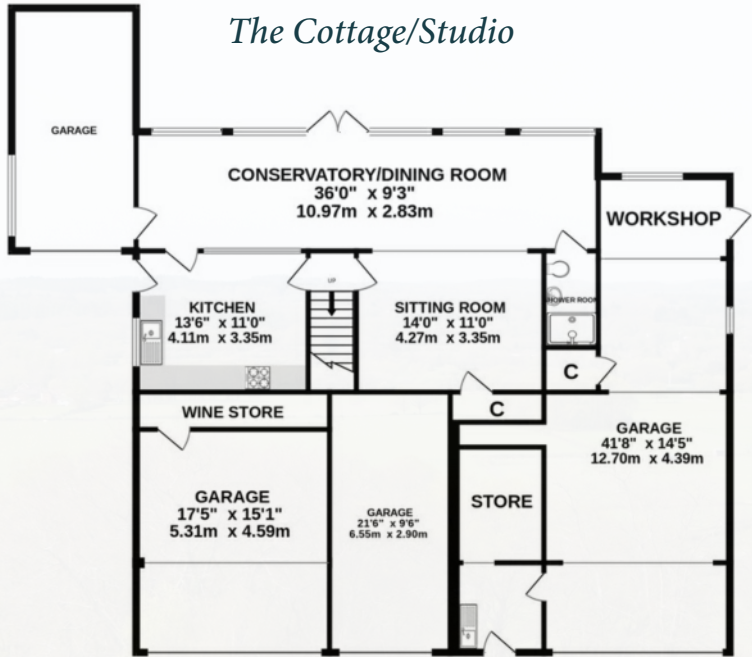 The Cottage/Studio
GARAGE
CONSERVATORY/DINING ROOM
36'0" x 9'3"
10.97m x 2.83m
WORKSHOP
UP
KITCHEN
13'6" x 11'0"
4.11m x 3.35m
SITTING ROOM
14'0" x 11'0"
4.27m x 3.35m
SHOWER ROOM
C
WINE STORE
C
GARAGE
41'8" x 14'5"
12.70m x 4.39m
GARAGE
17'5" x 15'1"
5.31m x 4.59m
GARAGE
21'6" x 9'6"
6.55m x 2.90m
STORE